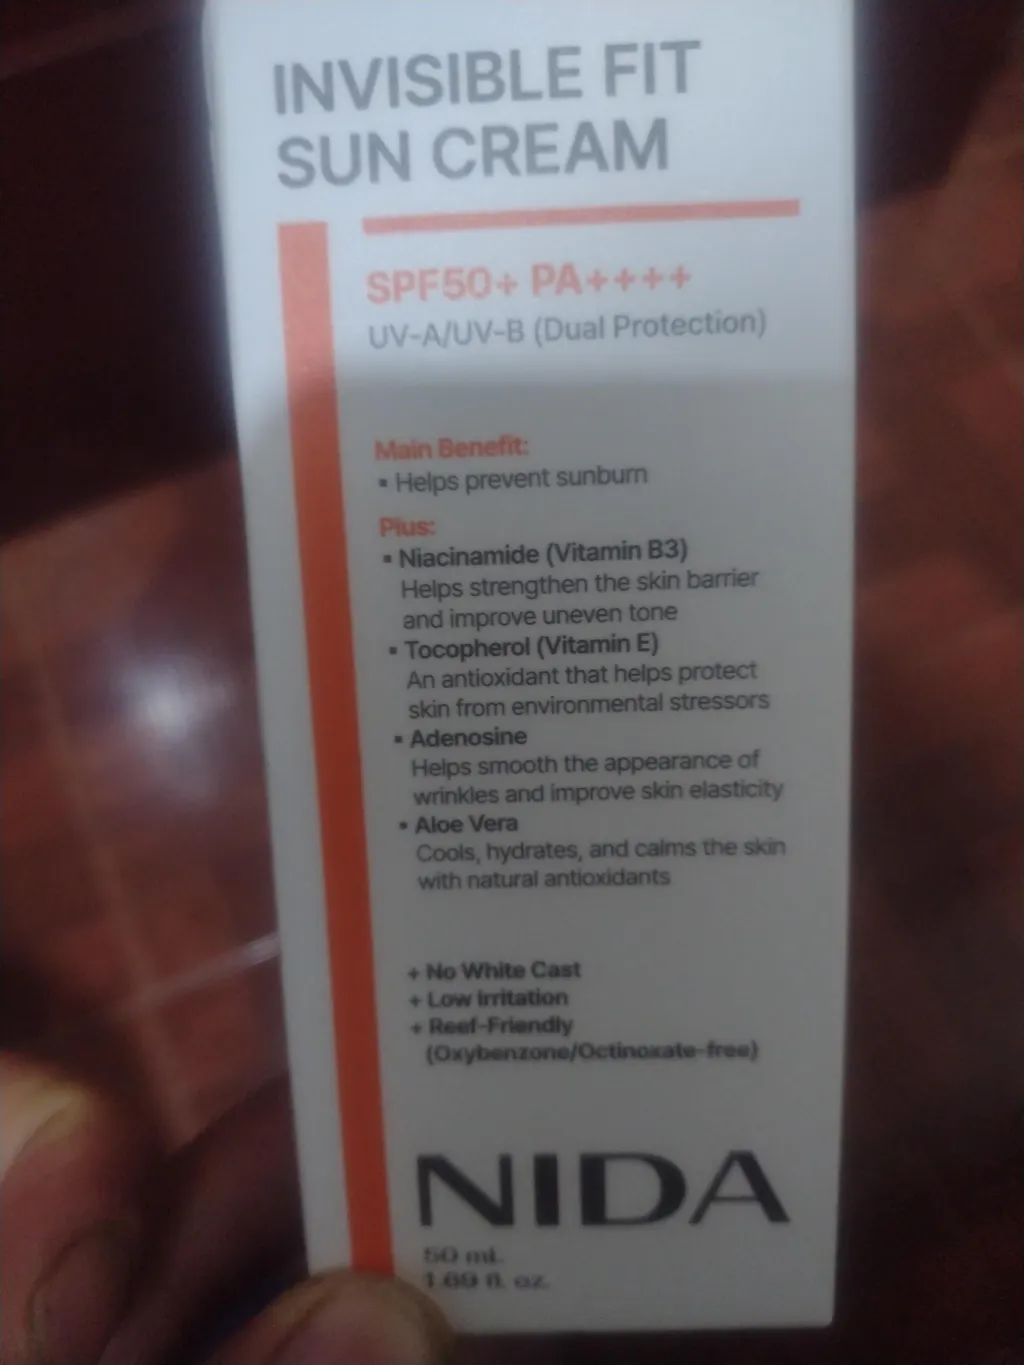 INVISIBLE FIT
SUN CREAM
SPF50+ PA++++
UV-A/UV-B (Dual Protection)
Main Benefit:
▪ Helps prevent sunburn
Plus:
▪ Niacinamide (Vitamin B3)
Helps strengthen the skin barrier
and improve uneven tone
▪ Tocopherol (Vitamin E)
An antioxidant that helps protect
skin from environmental stressors
▪ Adenosine
Helps smooth the appearance of
wrinkles and improve skin elasticity
▪ Aloe Vera
Cools, hydrates, and calms the skin
with natural antioxidants
+ No White Cast
+ Low Irritation
+ Reef-Friendly
(Oxybenzone/Octinoxate-free)
NIDA
50 mL
1.69 fl. oz.